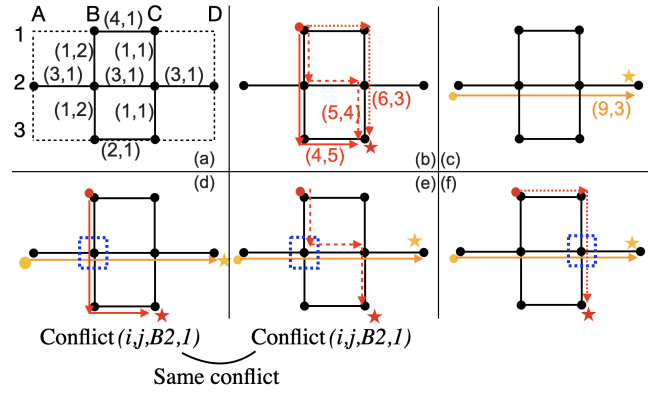 A B C D
(4,1)
1
(1,2) (1,1)
2 (3,1) (3,1) (3,1)
(1,2) (1,1)
3
(2,1)
(a)
(5,4) (6,3)
(4,5)
(b)
(9,3)
(c)
(d)
(e)
(f)
Conflict (i,j,B2,1) Conflict (i,j,B2,1)
Same conflict